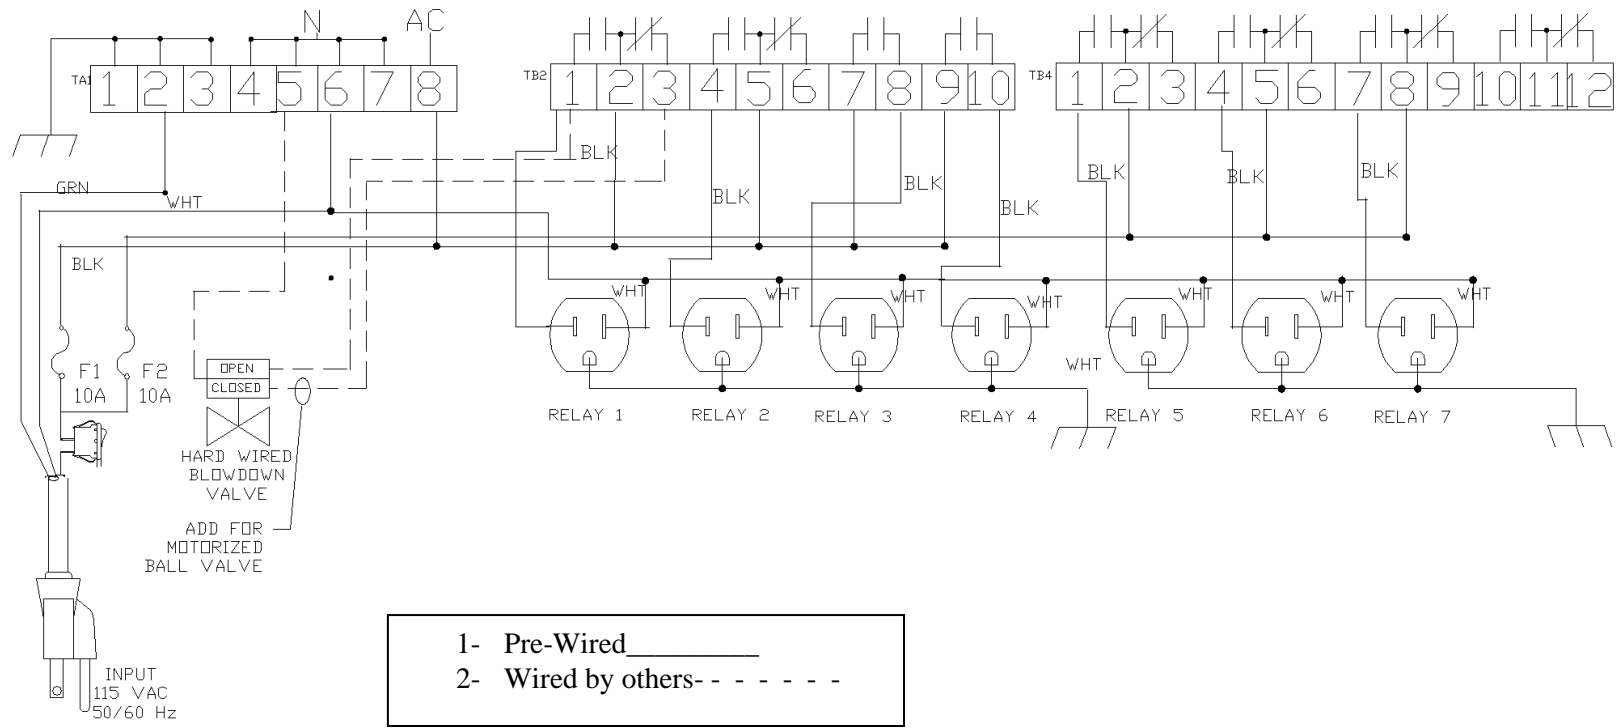 N
AC
TA1
1 2 3 4 5 6 7 8
TB2
1 2 3 4 5 6 7 8 9 10
TB4
1 2 3 4 5 6 7 8 9 10 11 12
BLK
BLK
BLK
BLK
BLK
BLK
BLK
GRN
WHT
BLK
WHT
WHT
WHT
WHT
WHT
WHT
WHT
F1
10A
F2
10A
OPEN
CLOSED
WHT
RELAY 1
RELAY 2
RELAY 3
RELAY 4
RELAY 5
RELAY 6
RELAY 7
HARD WIRED
BLOWDOWN
VALVE
ADD FOR
MOTORIZED
BALL VALVE
INPUT
115 VAC
50/60 Hz
1- Pre-Wired_________
2- Wired by others- - - - - - -